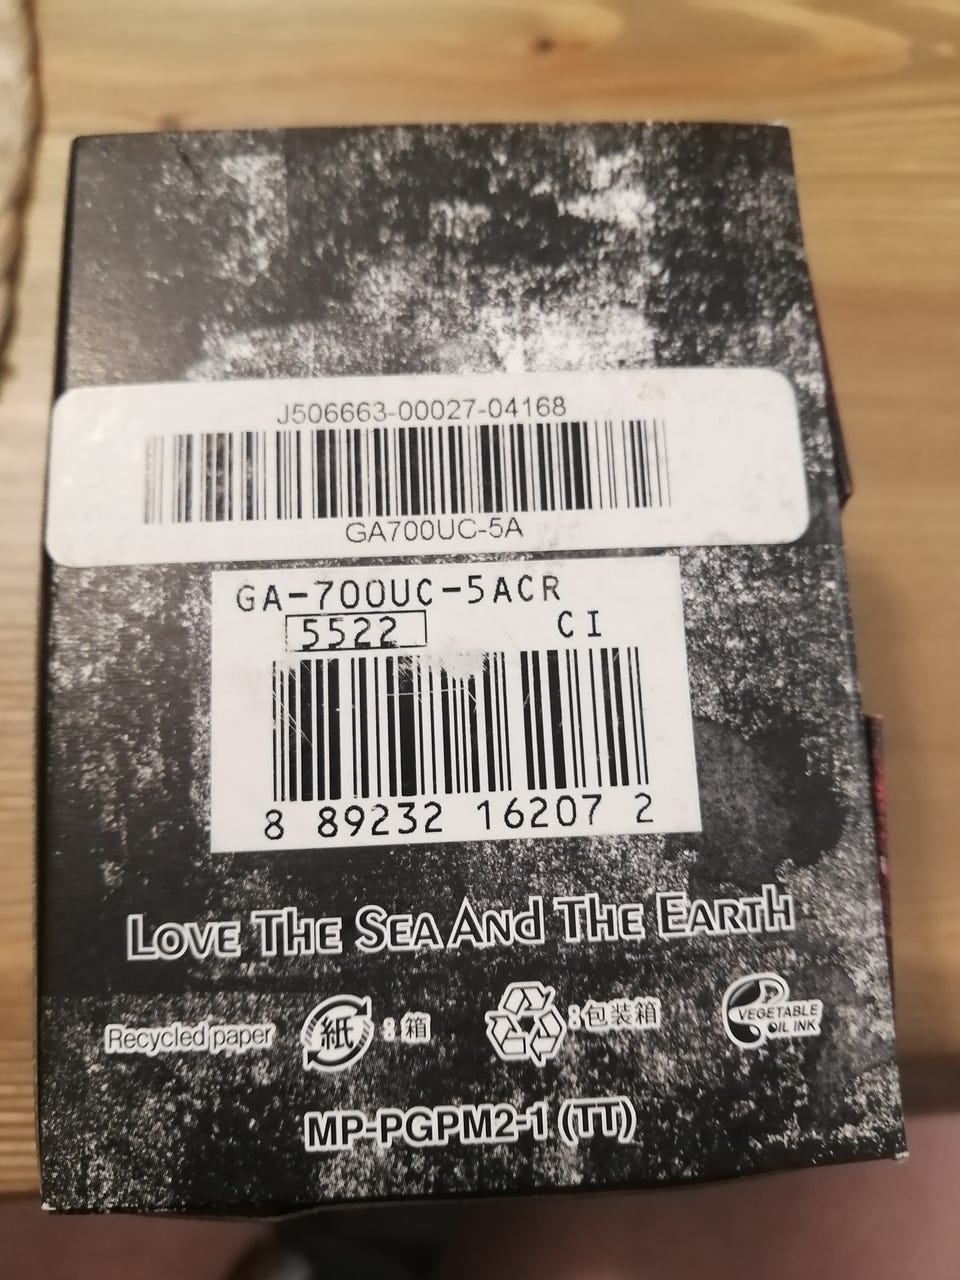 J506663-00027-04168
GA700UC-5A
GA-700UC-5ACR
5522 CI
8 89232 16207 2
LOVE THE SEA AND THE EARTH
Recycled paper 紙 : 箱 : 包装箱 VEGETABLE OIL INK
MP-PGPM2-1 (TT)